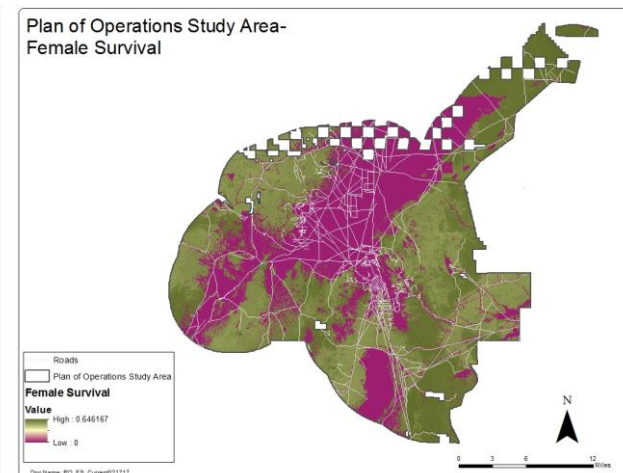 Plan of Operations Study Area-
Female Survival
Roads
Plan of Operations Study Area
Female Survival
Value
High : 0.646167
Low : 0
N
0 3 6 12
Miles